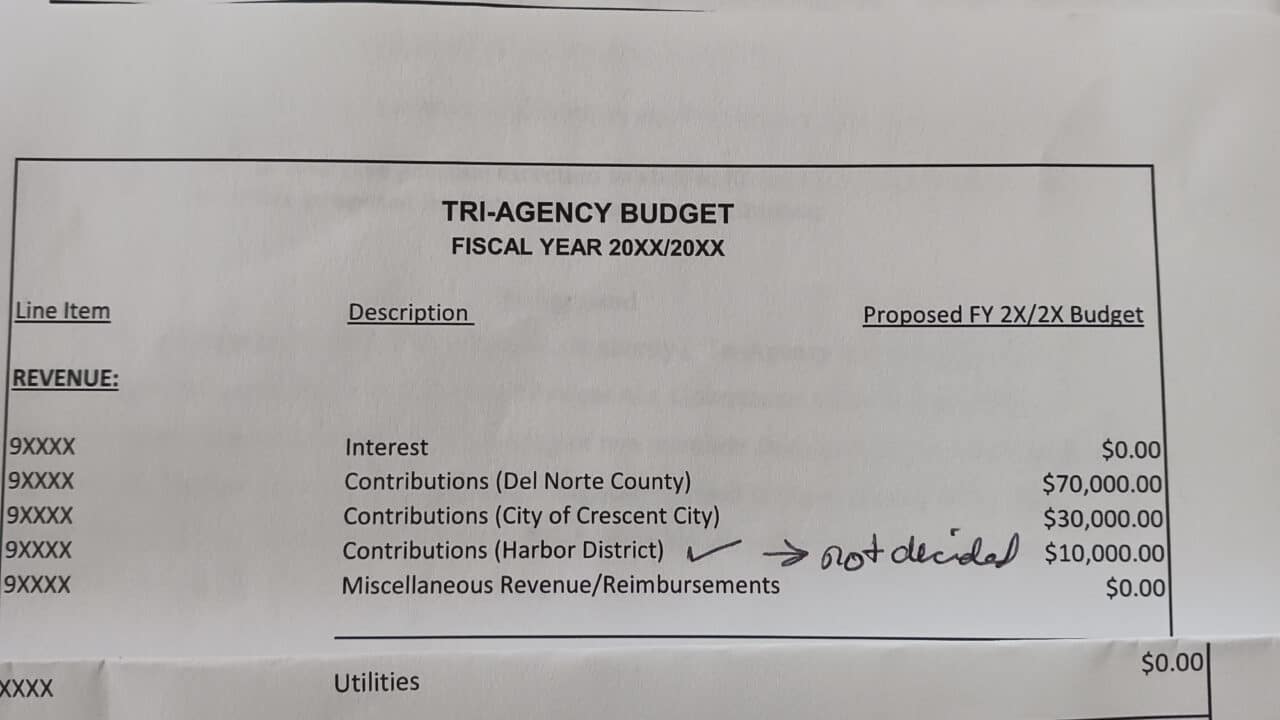 TRI-AGENCY BUDGET
FISCAL YEAR 20XX/20XX
Line Item Description Proposed FY 2X/2X Budget
REVENUE:
9XXXX Interest $0.00
9XXXX Contributions (Del Norte County) $70,000.00
9XXXX Contributions (City of Crescent City) $30,000.00
9XXXX Contributions (Harbor District) ✓ → not decided $10,000.00
9XXXX Miscellaneous Revenue/Reimbursements $0.00
XXXX Utilities $0.00